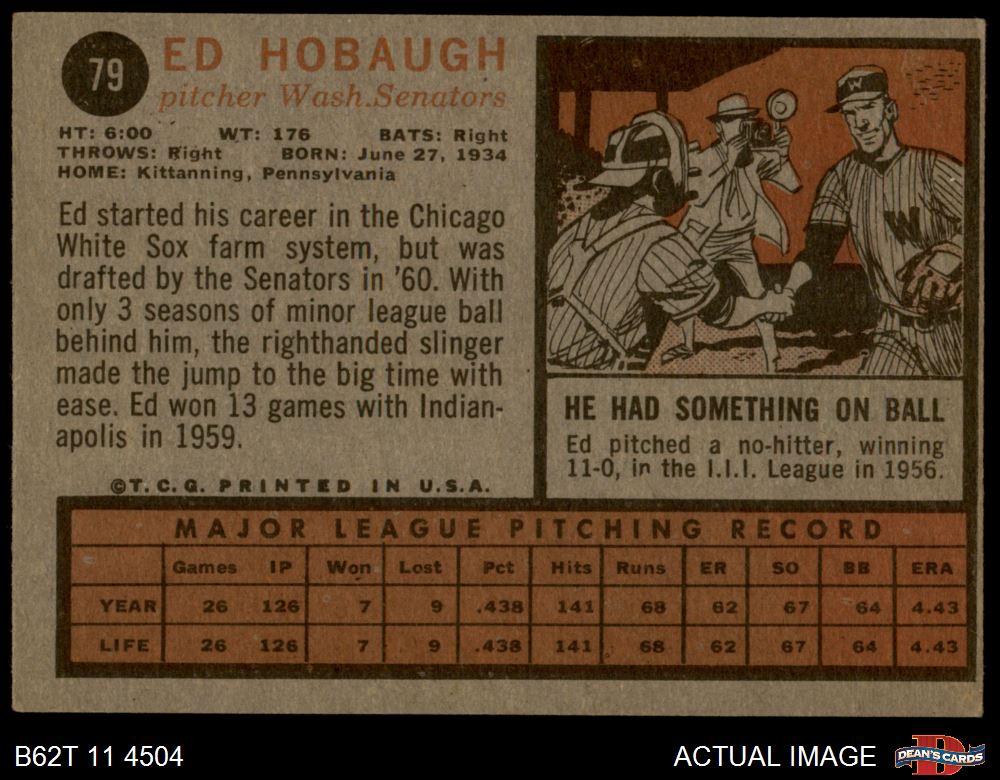 79
ED HOBAUGH
pitcher Wash.Senators
HT: 6:00 WT: 176 BATS: Right
THROWS: Right BORN: June 27, 1934
HOME: Kittanning, Pennsylvania
Ed started his career in the Chicago
White Sox farm system, but was
drafted by the Senators in '60. With
only 3 seasons of minor league ball
behind him, the righthanded slinger
made the jump to the big time with
ease. Ed won 13 games with Indian-
apolis in 1959.
©T.C.G. PRINTED IN U.S.A.
W
W
HE HAD SOMETHING ON BALL
Ed pitched a no-hitter, winning
11-0, in the I.I.I. League in 1956.
MAJOR LEAGUE PITCHING RECORD
Games IP Won Lost Pct Hits Runs ER SO BB ERA
YEAR 26 126 7 9 .438 141 68 62 67 64 4.43
LIFE 26 126 7 9 .438 141 68 62 67 64 4.43
B62T 11 4504
ACTUAL IMAGE
D
DEAN'S CARDS